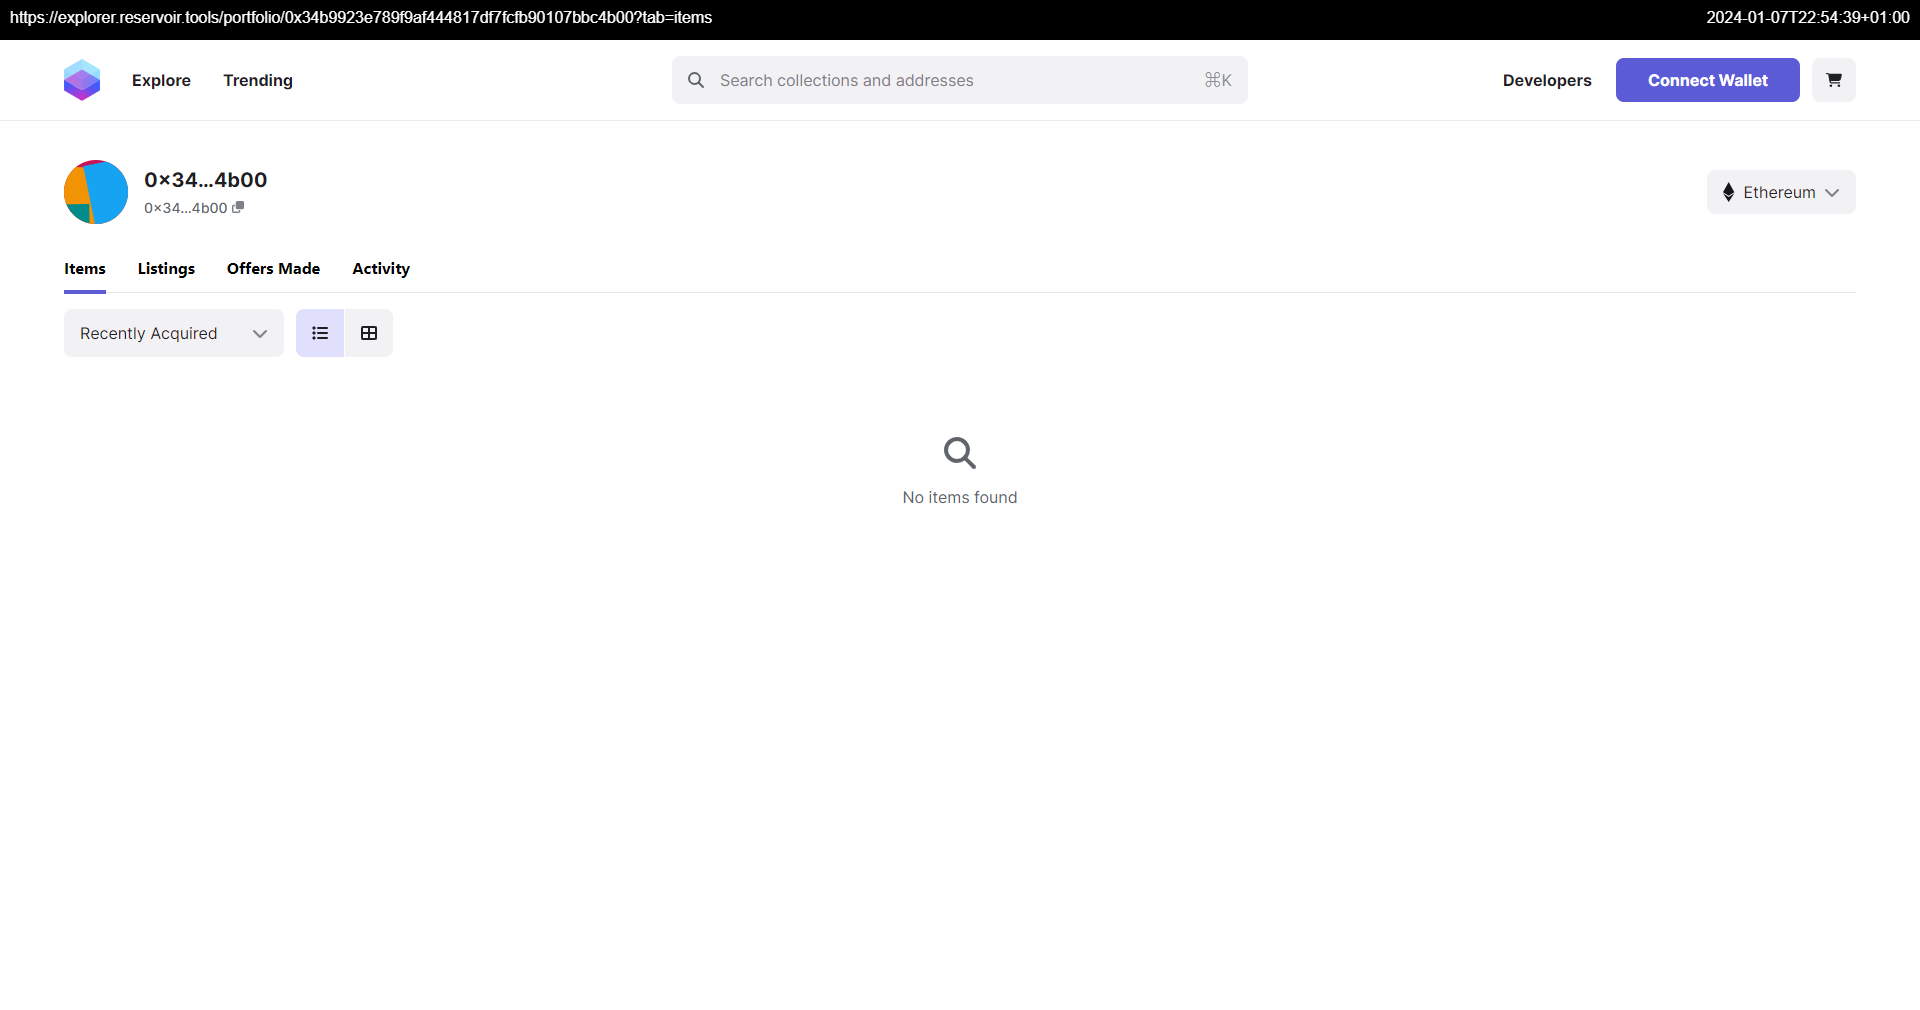 https://explorer.reservoir.tools/portfolio/0x34b9923e789f9af444817df7fcfb90107bbc4b00?tab=items 2024-01-07T22:54:39+01:00
Explore Trending Search collections and addresses ⌘K Developers Connect Wallet
0x34...4b00
0x34...4b00
Ethereum
Items Listings Offers Made Activity
Recently Acquired
No items found